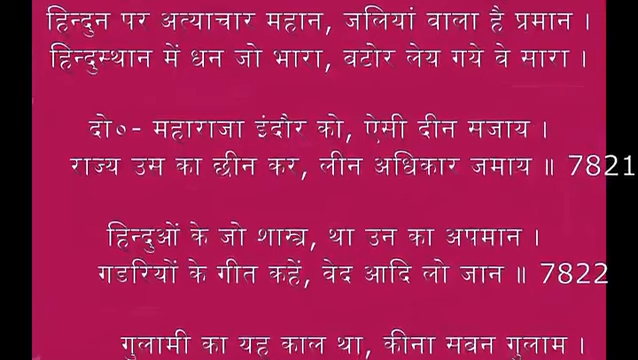 हिन्दुन पर अत्याचार महान, जलियां वाला है प्रमान ।
हिन्दुस्थान में धन जो भारा, बटोर लेय गये वे सारा ।
दो०- महाराजा इंदौर को, ऐसी दीन सजाय ।
राज्य उस का छीन कर, लीन अधिकार जमाय ॥ 7821
हिन्दुओं के जो शास्त्र, था उन का अपमान ।
गडरियों के गीत कहें, वेद आदि लो जान ॥ 7822
गुलामी का यह काल था, कीना सबन गुलाम ।